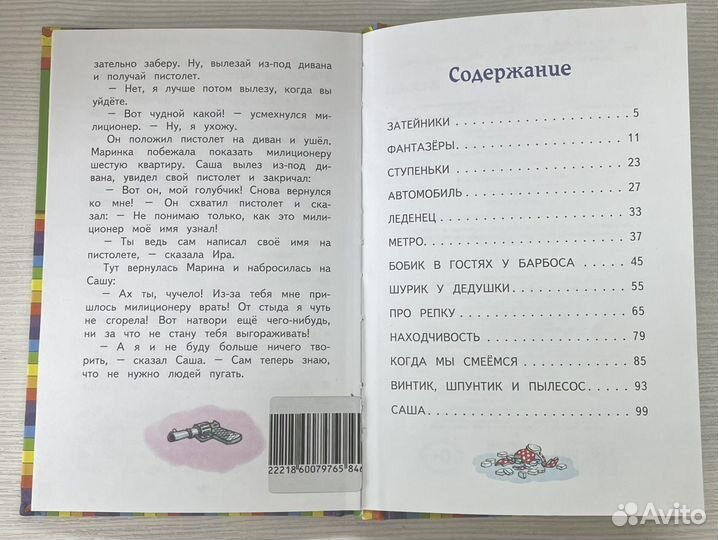 зательно заберу. Ну, вылезай из-под дивана
и получай пистолет.
— Нет, я лучше потом вылезу, когда вы
уйдёте.
— Вот чудной какой! — усмехнулся ми-
лиционер. — Ну, я ухожу.
Он положил пистолет на диван и ушёл.
Маринка побежала показать милиционеру
шестую квартиру. Саша вылез из-под ди-
вана, увидел свой пистолет и закричал:
— Вот он, мой голубчик! Снова вернулся
ко мне! — Он схватил пистолет и ска-
зал: — Не понимаю только, как это мили-
ционер моё имя узнал!
— Ты ведь сам написал своё имя на
пистолете, — сказала Ира.
Тут вернулась Марина и набросилась на
Сашу:
— Ах ты, чучело! Из-за тебя мне при-
шлось милиционеру врать! От стыда я чуть
не сгорела! Вот натвори ещё чего-нибудь,
ни за что не стану тебя выгораживать!
— А я и не буду больше ничего тво-
рить, — сказал Саша. — Сам теперь знаю,
что не нужно людей пугать.
2221860079765846
Содержание
ЗАТЕЙНИКИ . . . . . . . . . . . . . . . . . . 5
ФАНТАЗЁРЫ. . . . . . . . . . . . . . . . . . 11
СТУПЕНЬКИ . . . . . . . . . . . . . . . . . 23
АВТОМОБИЛЬ. . . . . . . . . . . . . . . . . 27
ЛЕДЕНЕЦ . . . . . . . . . . . . . . . . . . . 33
МЕТРО. . . . . . . . . . . . . . . . . . . . . 37
БОБИК В ГОСТЯХ У БАРБОСА . . . . . 45
ШУРИК У ДЕДУШКИ. . . . . . . . . . . . 55
ПРО РЕПКУ . . . . . . . . . . . . . . . . . 65
НАХОДЧИВОСТЬ . . . . . . . . . . . . . . 79
КОГДА МЫ СМЕЁМСЯ . . . . . . . . . . . 85
ВИНТИК, ШПУНТИК И ПЫЛЕСОС. . . . 93
САША. . . . . . . . . . . . . . . . . . . . . 99
Avito